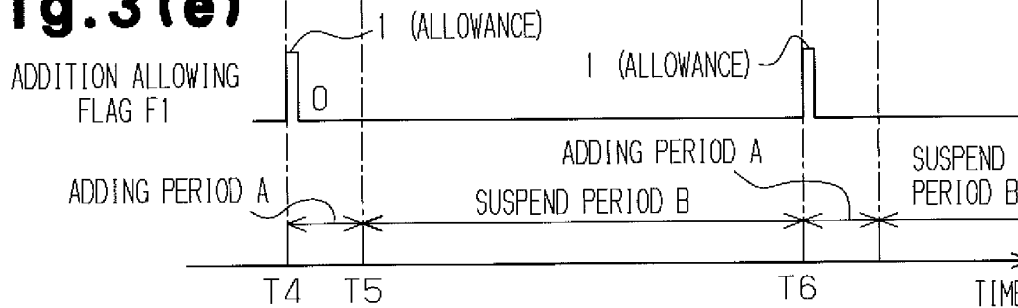 ig.3(e)
1 (ALLOWANCE)
1 (ALLOWANCE)
ADDITION ALLOWING
FLAG F1
0
ADDING PERIOD A
SUSPEND
PERIOD B
ADDING PERIOD A
SUSPEND PERIOD B
T4 T5 T6 TIME